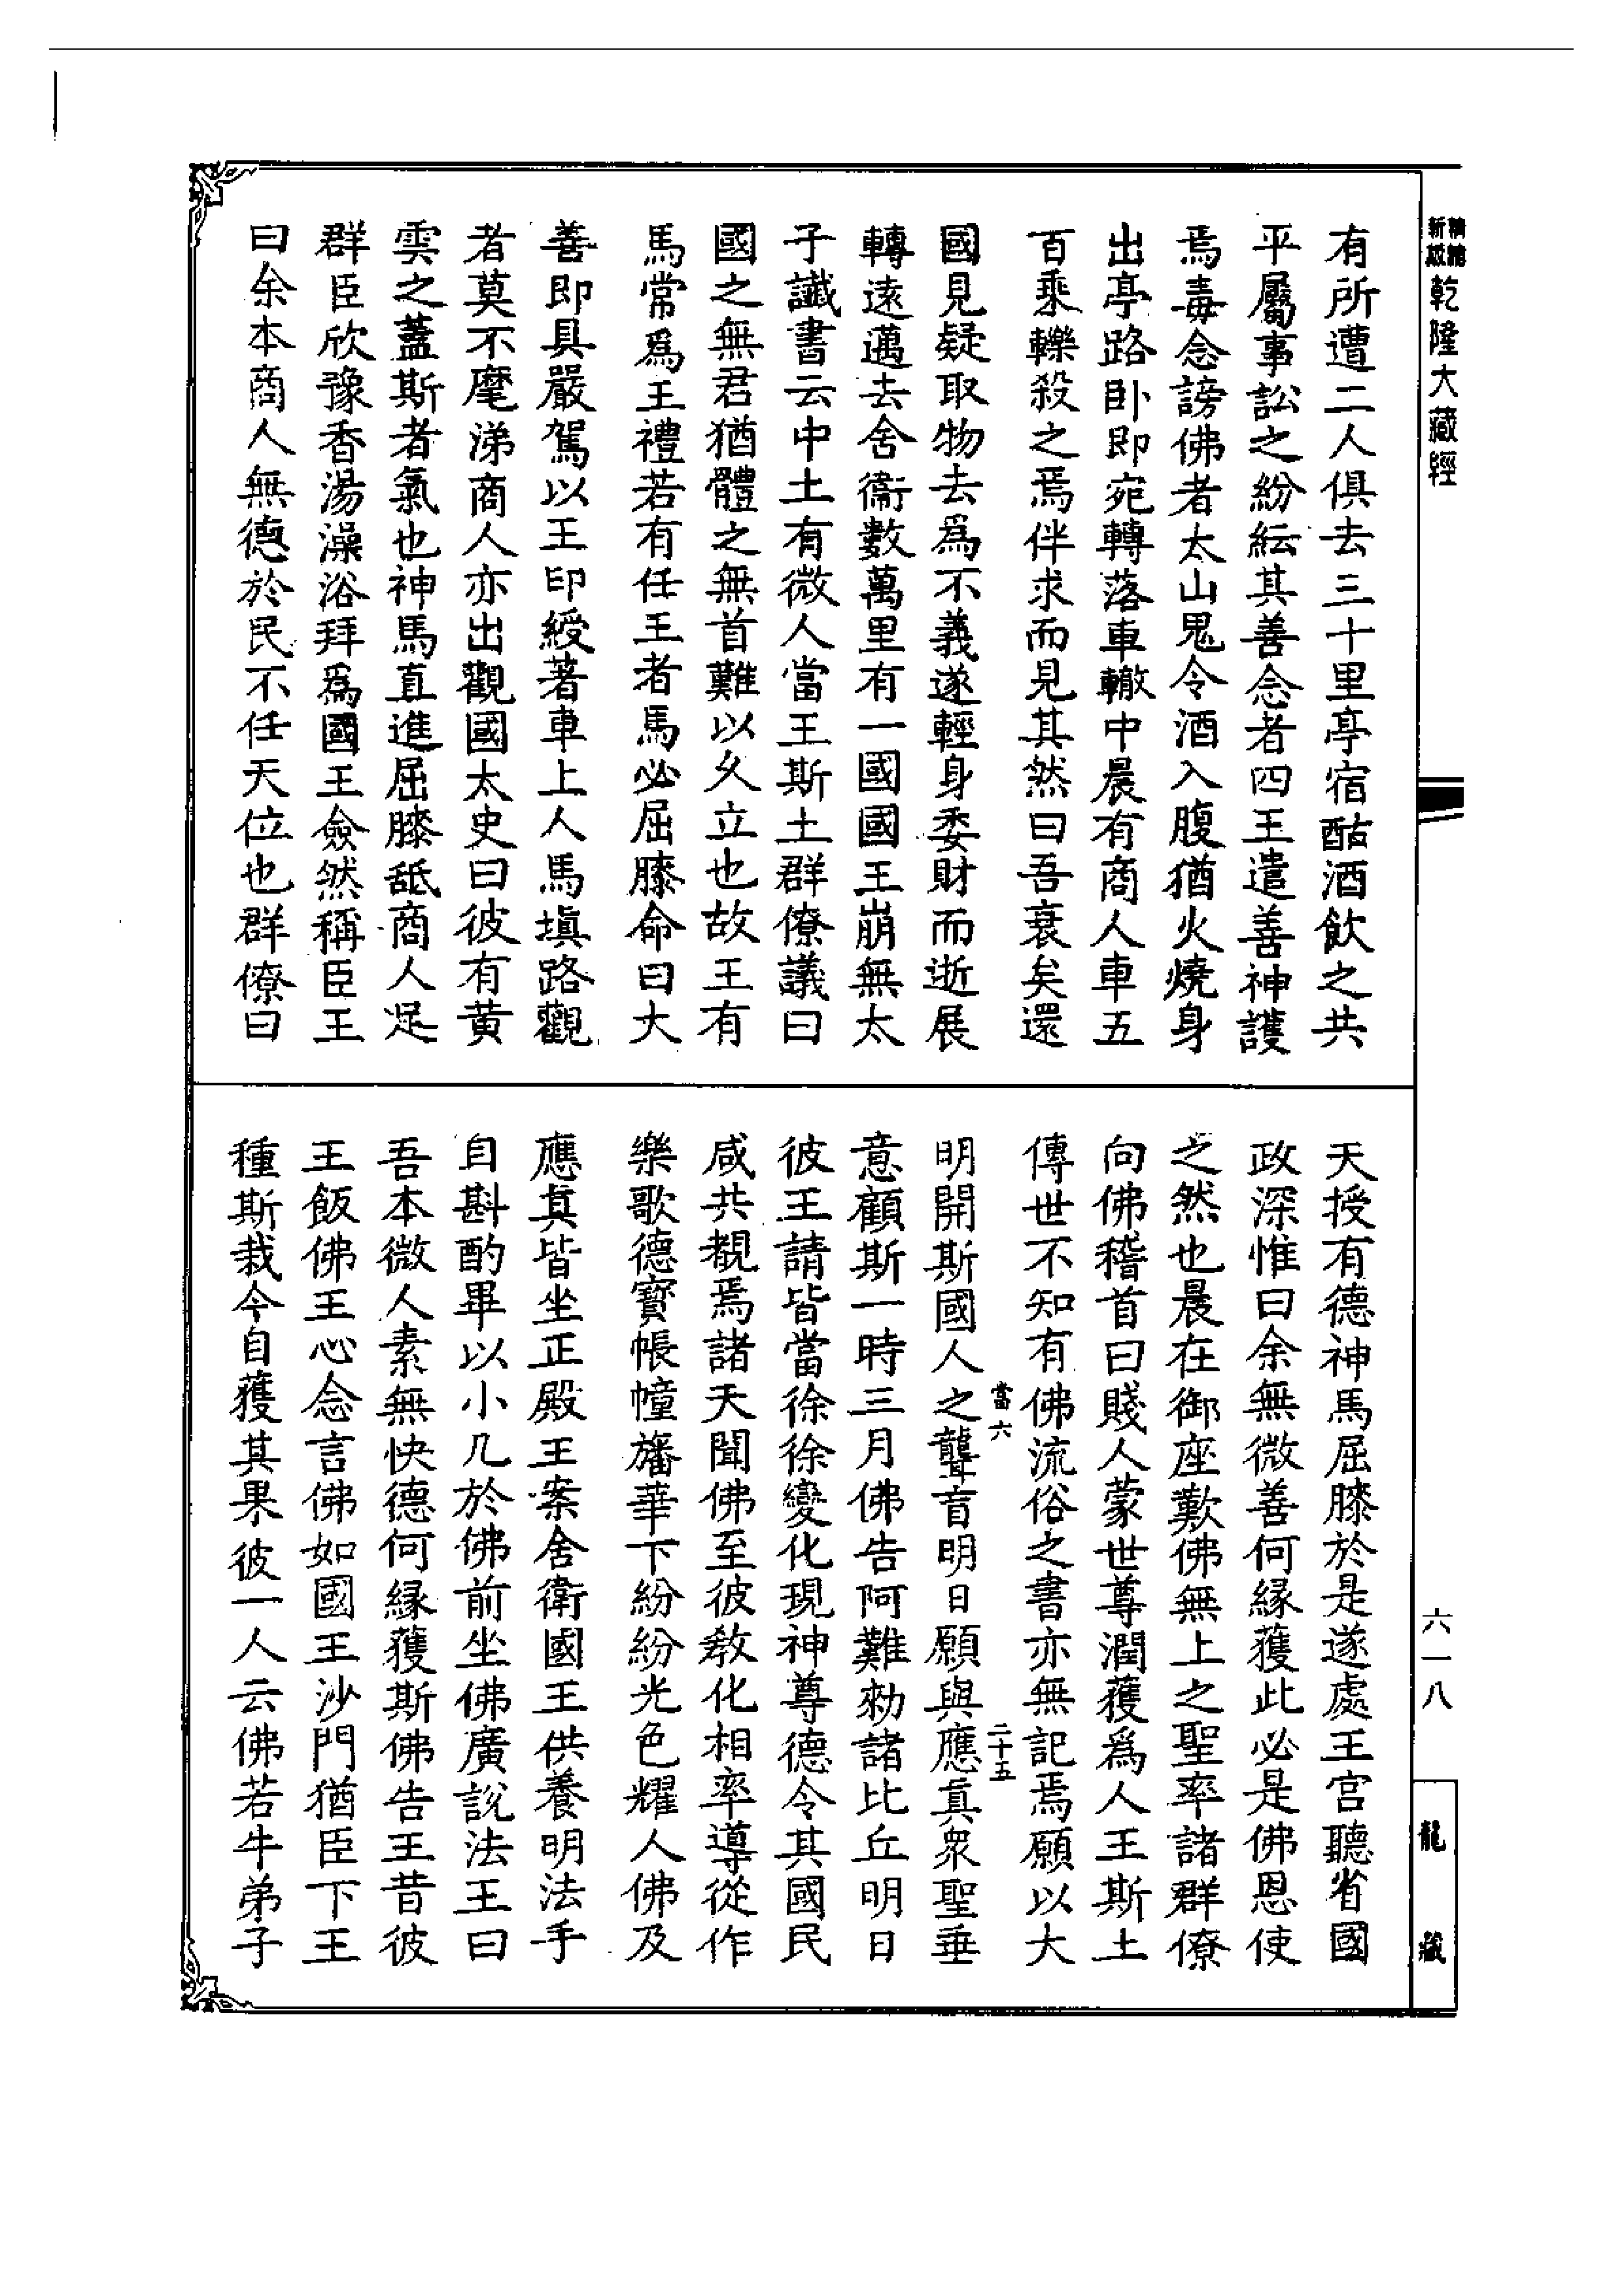 精縮
新版
乾隆大藏經
有所遭二人俱去三十里亭宿酤酒飲之共
平屬事訟之紛紜其善念者四王遣善神護
焉毒念謗佛者太山鬼令酒入腹猶火燒身
出亭路卧即宛轉落車轍中晨有商人車五
百乘轢殺之焉伴求而見其然曰吾衰矣還
國見疑取物去爲不義遂輕身委財而逝展
轉遠邁去舍衞數萬里有一國國王崩無太
子讖書云中土有微人當王斯土群僚議曰
國之無君猶體之無首難以久立也故王有
馬常爲王禮若有任王者馬必屈膝命曰大
善即具嚴駕以王印綬著車上人馬塡路觀
者莫不麾涕商人亦出觀國太史曰彼有黃
雲之蓋斯者氣也神馬直進屈膝舐商人足
群臣欣豫香湯澡浴拜爲國王僉然稱臣王
曰余本商人無德於民不任天位也群僚曰
天授有德神馬屈膝於是遂處王宮聽省國
政深惟曰余無微善何緣獲此必是佛恩使
之然也晨在御座歎佛無上之聖率諸群僚
向佛稽首曰賤人蒙世尊潤獲爲人王斯土
傳世不知有佛流俗之書亦無記焉願以大
當六
二十五
明開斯國人之聾盲明日願與應眞衆聖垂
意顧斯一時三月佛告阿難勑諸比丘明日
彼王請皆當徐徐變化現神尊德令其國民
咸共覩焉諸天聞佛至彼敎化相率導從作
樂歌德寶帳幢旛華下紛紛光色耀人佛及
應眞皆坐正殿王案舍衛國王供養明法手
自斟酌畢以小几於佛前坐佛廣說法王曰
吾本微人素無快德何緣獲斯佛告王昔彼
王飯佛王心念言佛如國王沙門猶臣下王
種斯栽今自獲其果彼一人云佛若牛弟子
六一八
龍藏